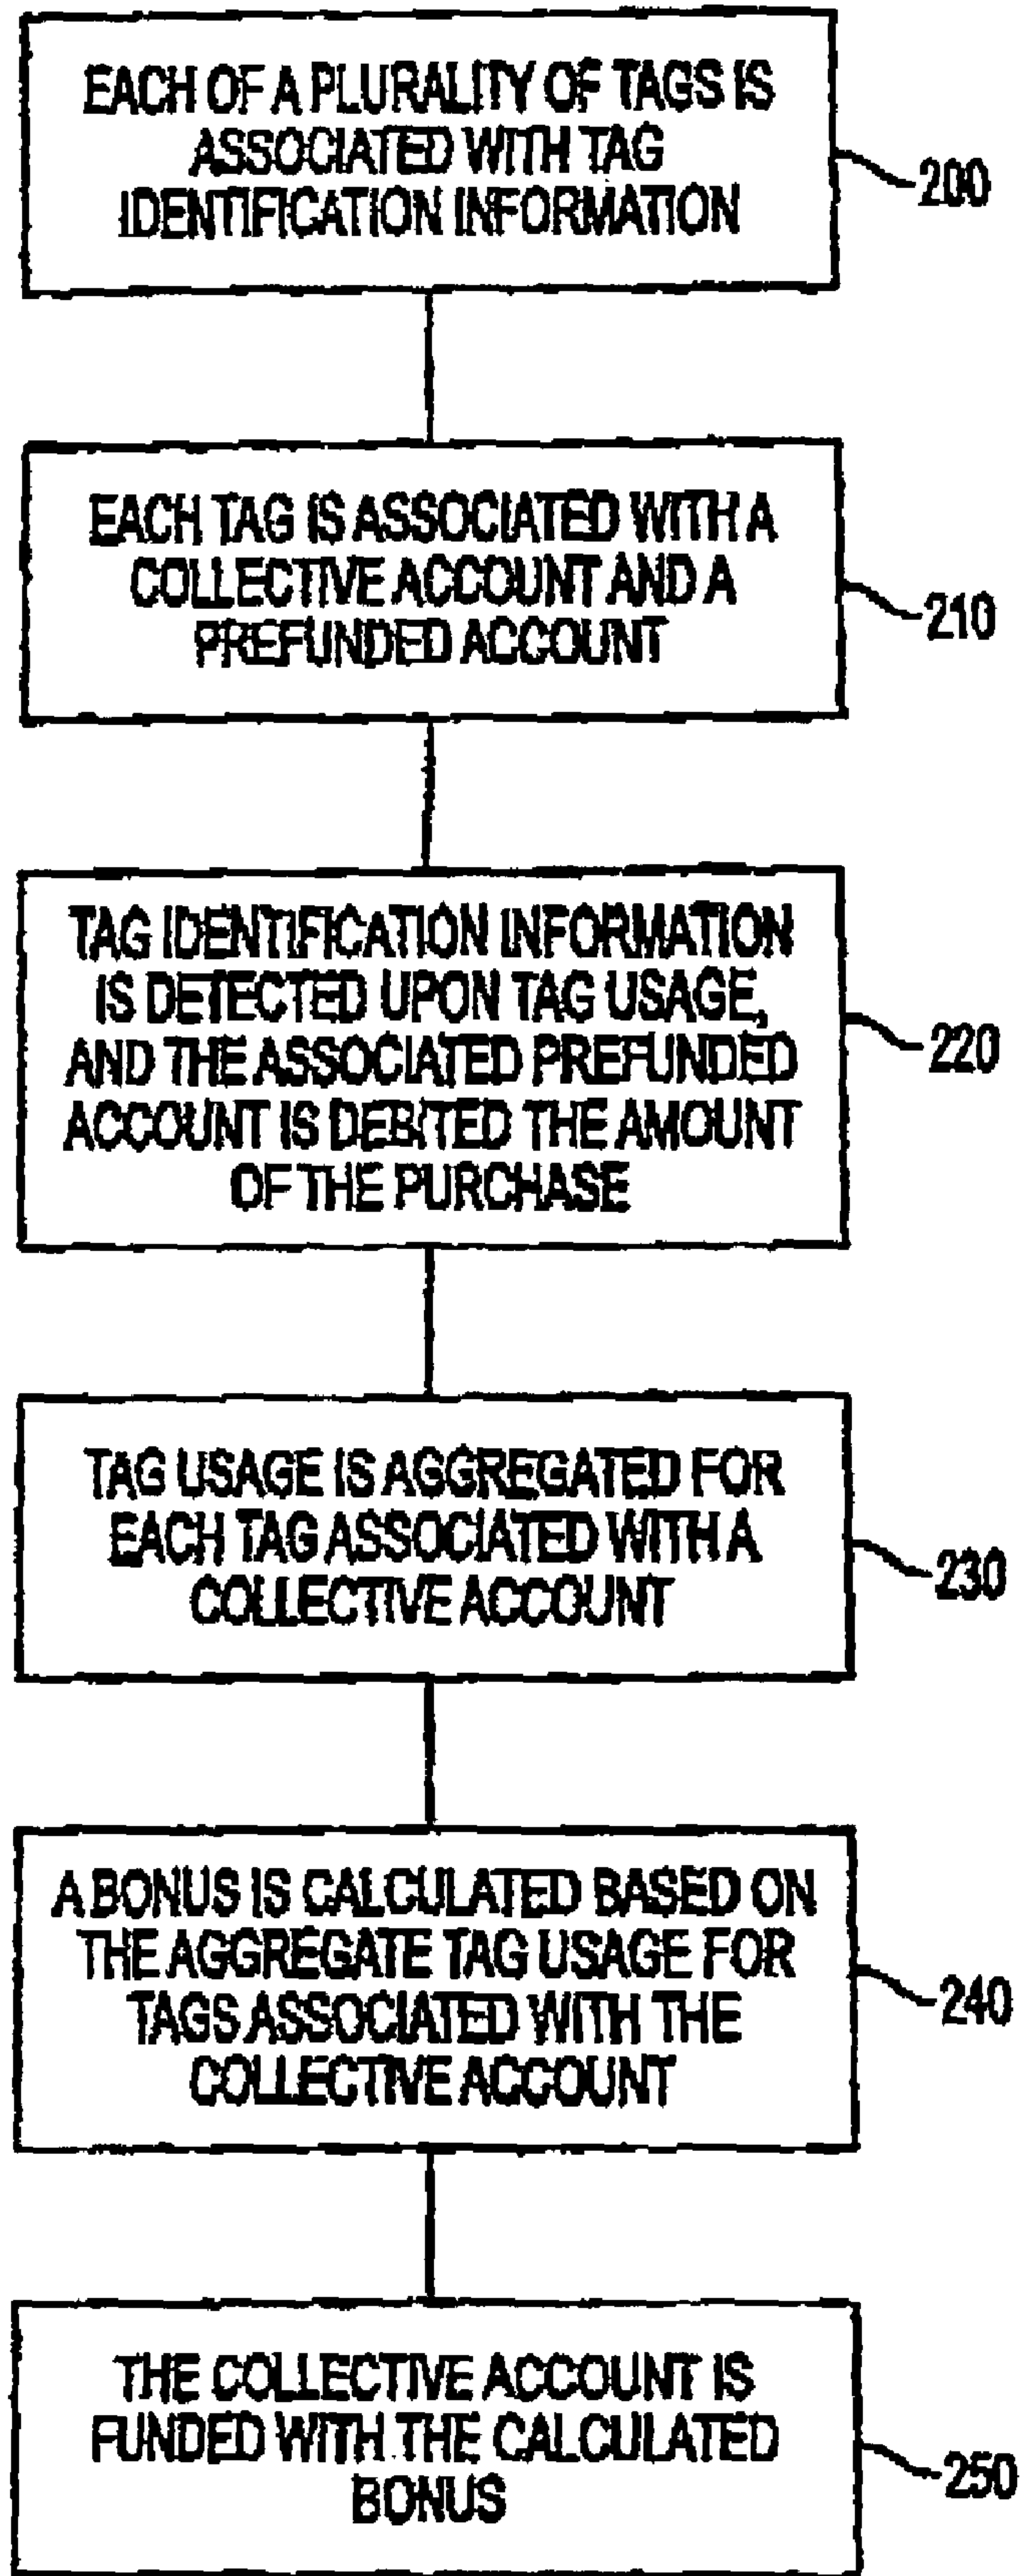 EACH OF A PLURALITY OF TAGS IS
ASSOCIATED WITH TAG
IDENTIFICATION INFORMATION
200
EACH TAG IS ASSOCIATED WITH A
COLLECTIVE ACCOUNT AND A
PREFUNDED ACCOUNT
210
TAG IDENTIFICATION INFORMATION
IS DETECTED UPON TAG USAGE,
AND THE ASSOCIATED PREFUNDED
ACCOUNT IS DEBITED THE AMOUNT
OF THE PURCHASE
220
TAG USAGE IS AGGREGATED FOR
EACH TAG ASSOCIATED WITH A
COLLECTIVE ACCOUNT
230
A BONUS IS CALCULATED BASED ON
THE AGGREGATE TAG USAGE FOR
TAGS ASSOCIATED WITH THE
COLLECTIVE ACCOUNT
240
THE COLLECTIVE ACCOUNT IS
FUNDED WITH THE CALCULATED
BONUS
250